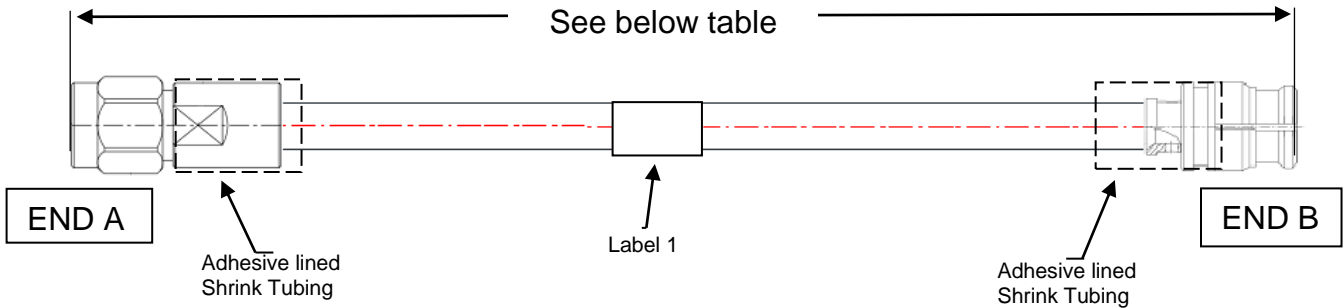 See below table
END A
Adhesive lined
Shrink Tubing
Label 1
Adhesive lined
Shrink Tubing
END B